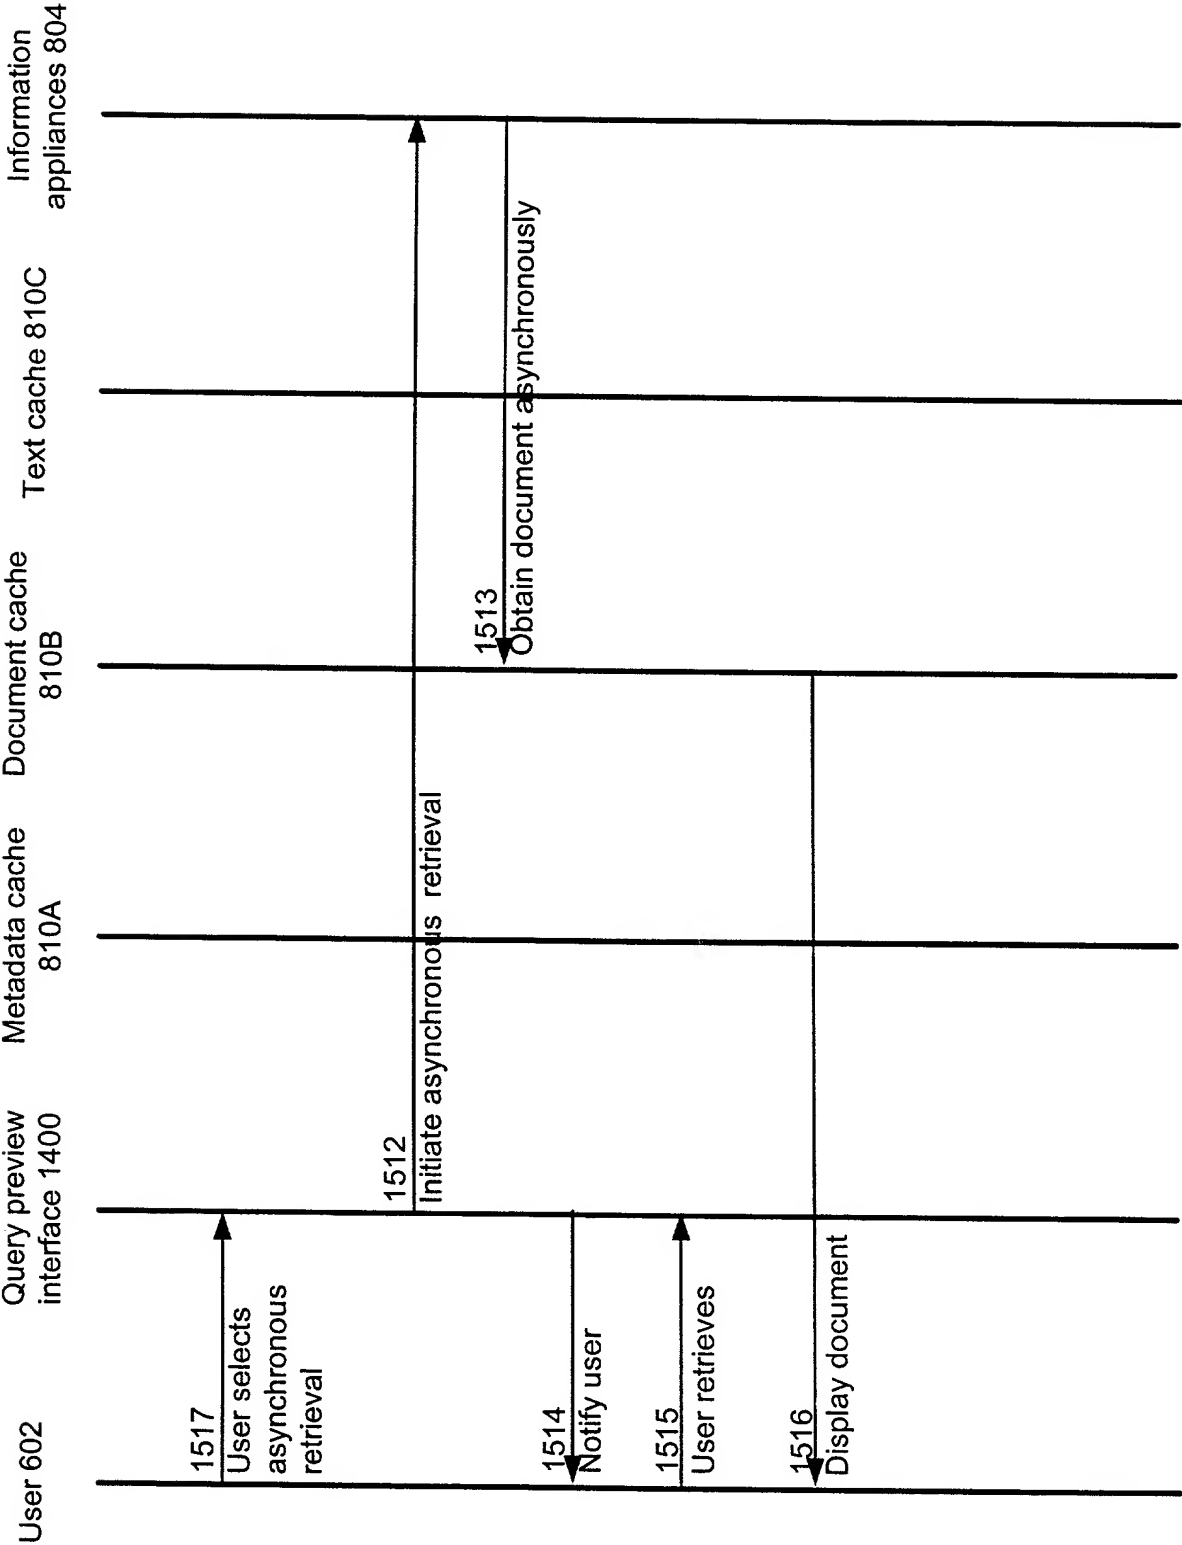 User 602
Query preview
interface 1400
Metadata cache
810A
Document cache
810B
Text cache 810C
Information
appliances 804
1517
User selects
asynchronous
retrieval
1512
Initiate asynchronous retrieval
1513
Obtain document asynchronously
1514
Notify user
1515
User retrieves
1516
Display document